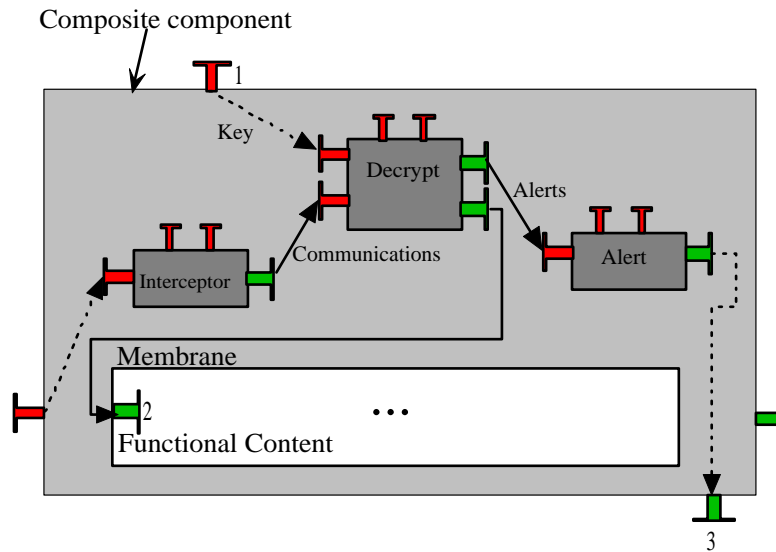 Composite component
1
Key
Decrypt
Alerts
Communications
Interceptor
Alert
Membrane
2
...
Functional Content
3